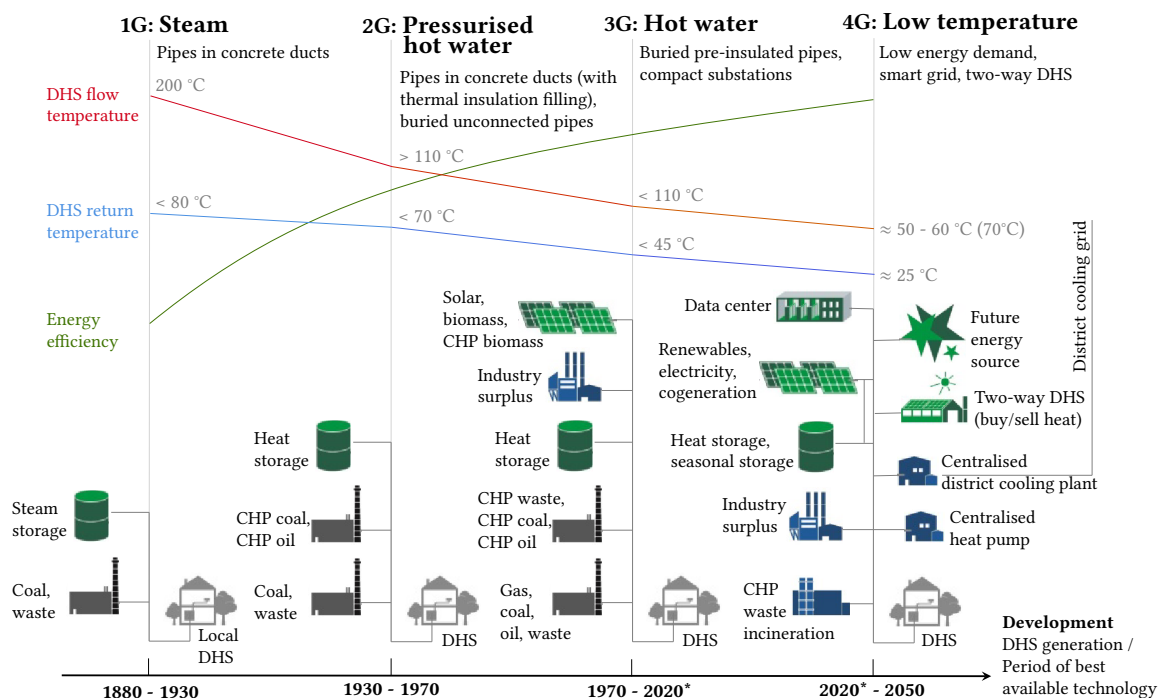 1G: Steam
Pipes in concrete ducts
2G: Pressurised
hot water
Pipes in concrete ducts (with
thermal insulation filling),
buried unconnected pipes
3G: Hot water
Buried pre-insulated pipes,
compact substations
4G: Low temperature
Low energy demand,
smart grid, two-way DHS
DHS flow
temperature
200 °C
> 110 °C
< 110 °C
≈ 50 - 60 °C (70°C)
DHS return
temperature
< 80 °C
< 70 °C
< 45 °C
≈ 25 °C
Energy
efficiency
District cooling grid
Steam
storage
Coal,
waste
Local
DHS
Heat
storage
CHP coal,
CHP oil
Coal,
waste
DHS
Solar,
biomass,
CHP biomass
Industry
surplus
Heat
storage
CHP waste,
CHP coal,
CHP oil
Gas,
coal,
oil, waste
DHS
Data center
Renewables,
electricity,
cogeneration
Heat storage,
seasonal storage
Industry
surplus
CHP
waste
incineration
Future
energy
source
Two-way DHS
(buy/sell heat)
Centralised
district cooling plant
Centralised
heat pump
DHS
Development
DHS generation /
Period of best
available technology
1880 - 1930
1930 - 1970
1970 - 2020*
2020* - 2050